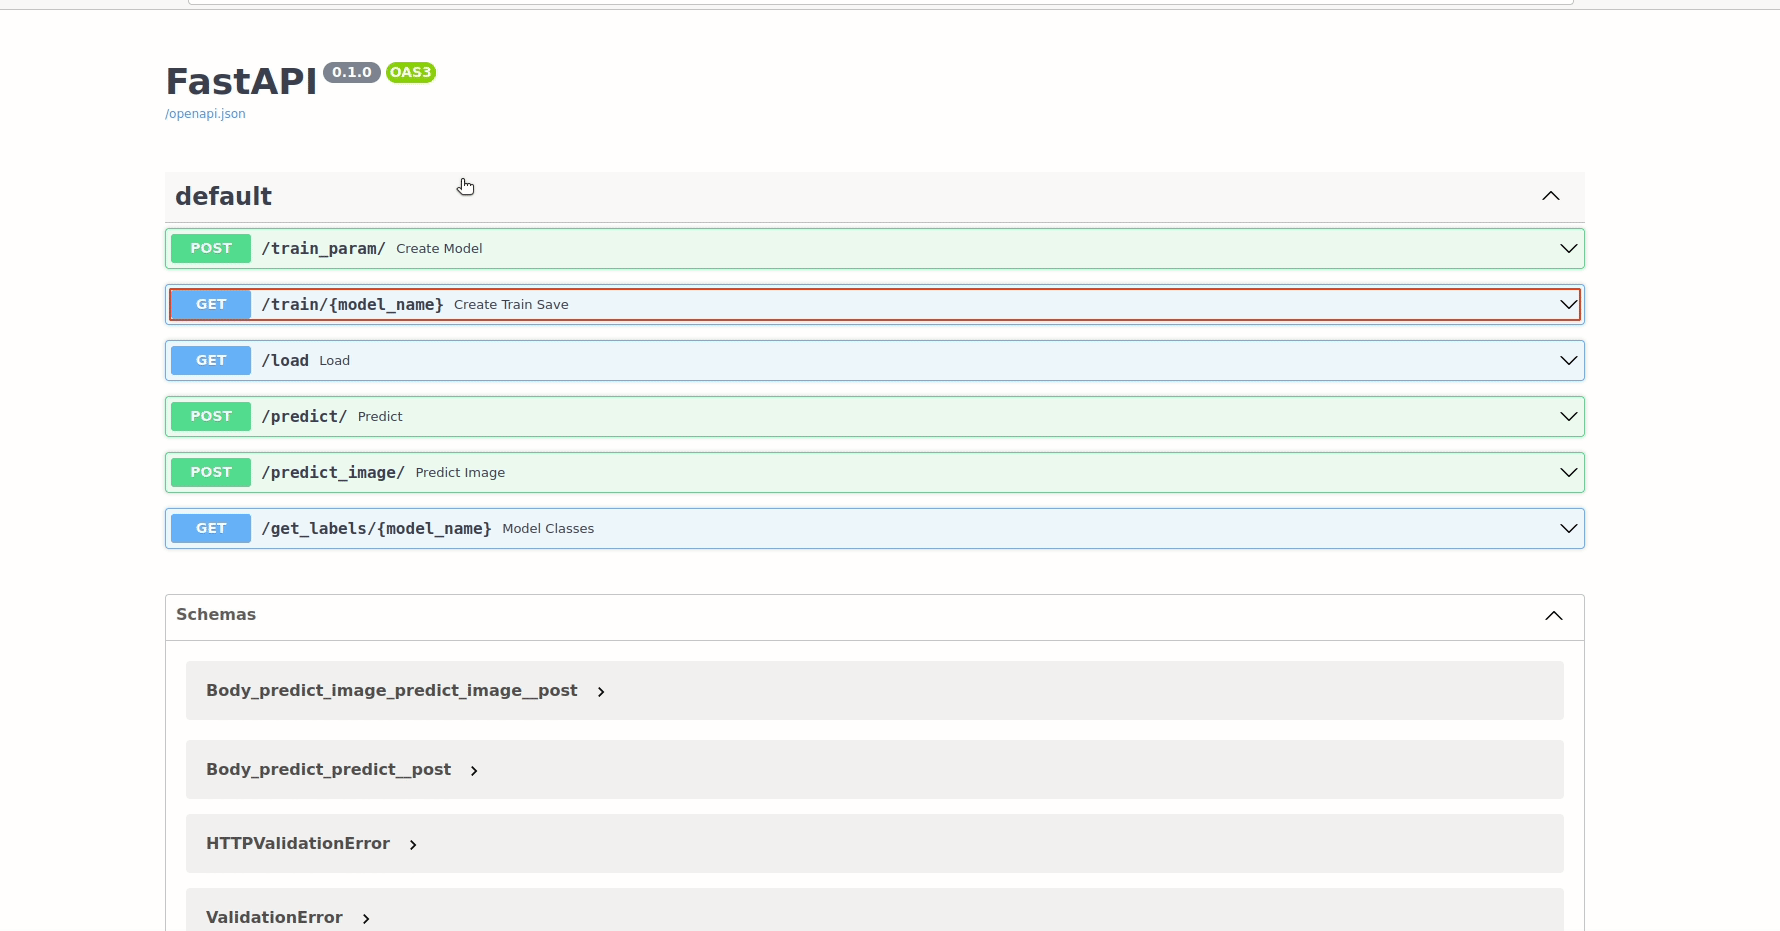 FastAPI 0.1.0 OAS3
/openapi.json
default
POST /train_param/ Create Model
GET /train/{model_name} Create Train Save
GET /load Load
POST /predict/ Predict
POST /predict_image/ Predict Image
GET /get_labels/{model_name} Model Classes
Schemas
Body_predict_image_predict_image__post
Body_predict_predict__post
HTTPValidationError
ValidationError